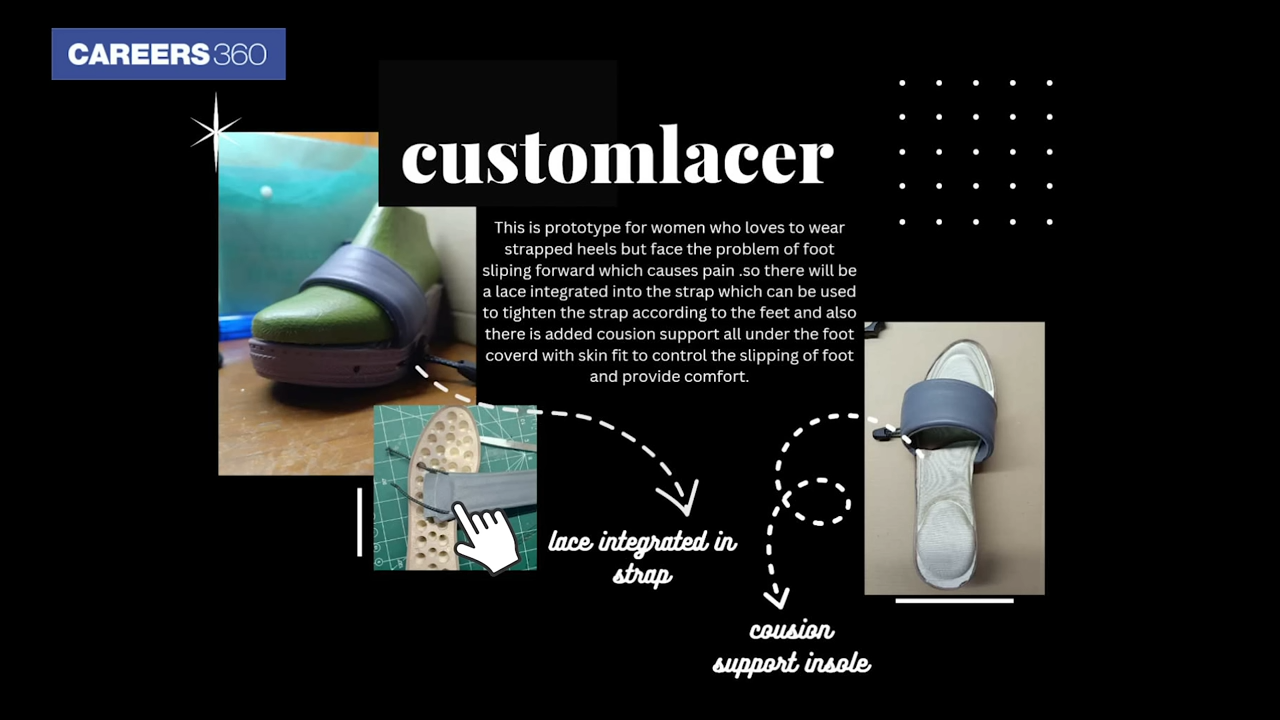 CAREERS360
customlacer
This is prototype for women who loves to wear
strapped heels but face the problem of foot
sliping forward which causes pain .so there will be
a lace integrated into the strap which can be used
to tighten the strap according to the feet and also
there is added cousion support all under the foot
coverd with skin fit to control the slipping of foot
and provide comfort.
lace integrated in
strap
cousion
support insole